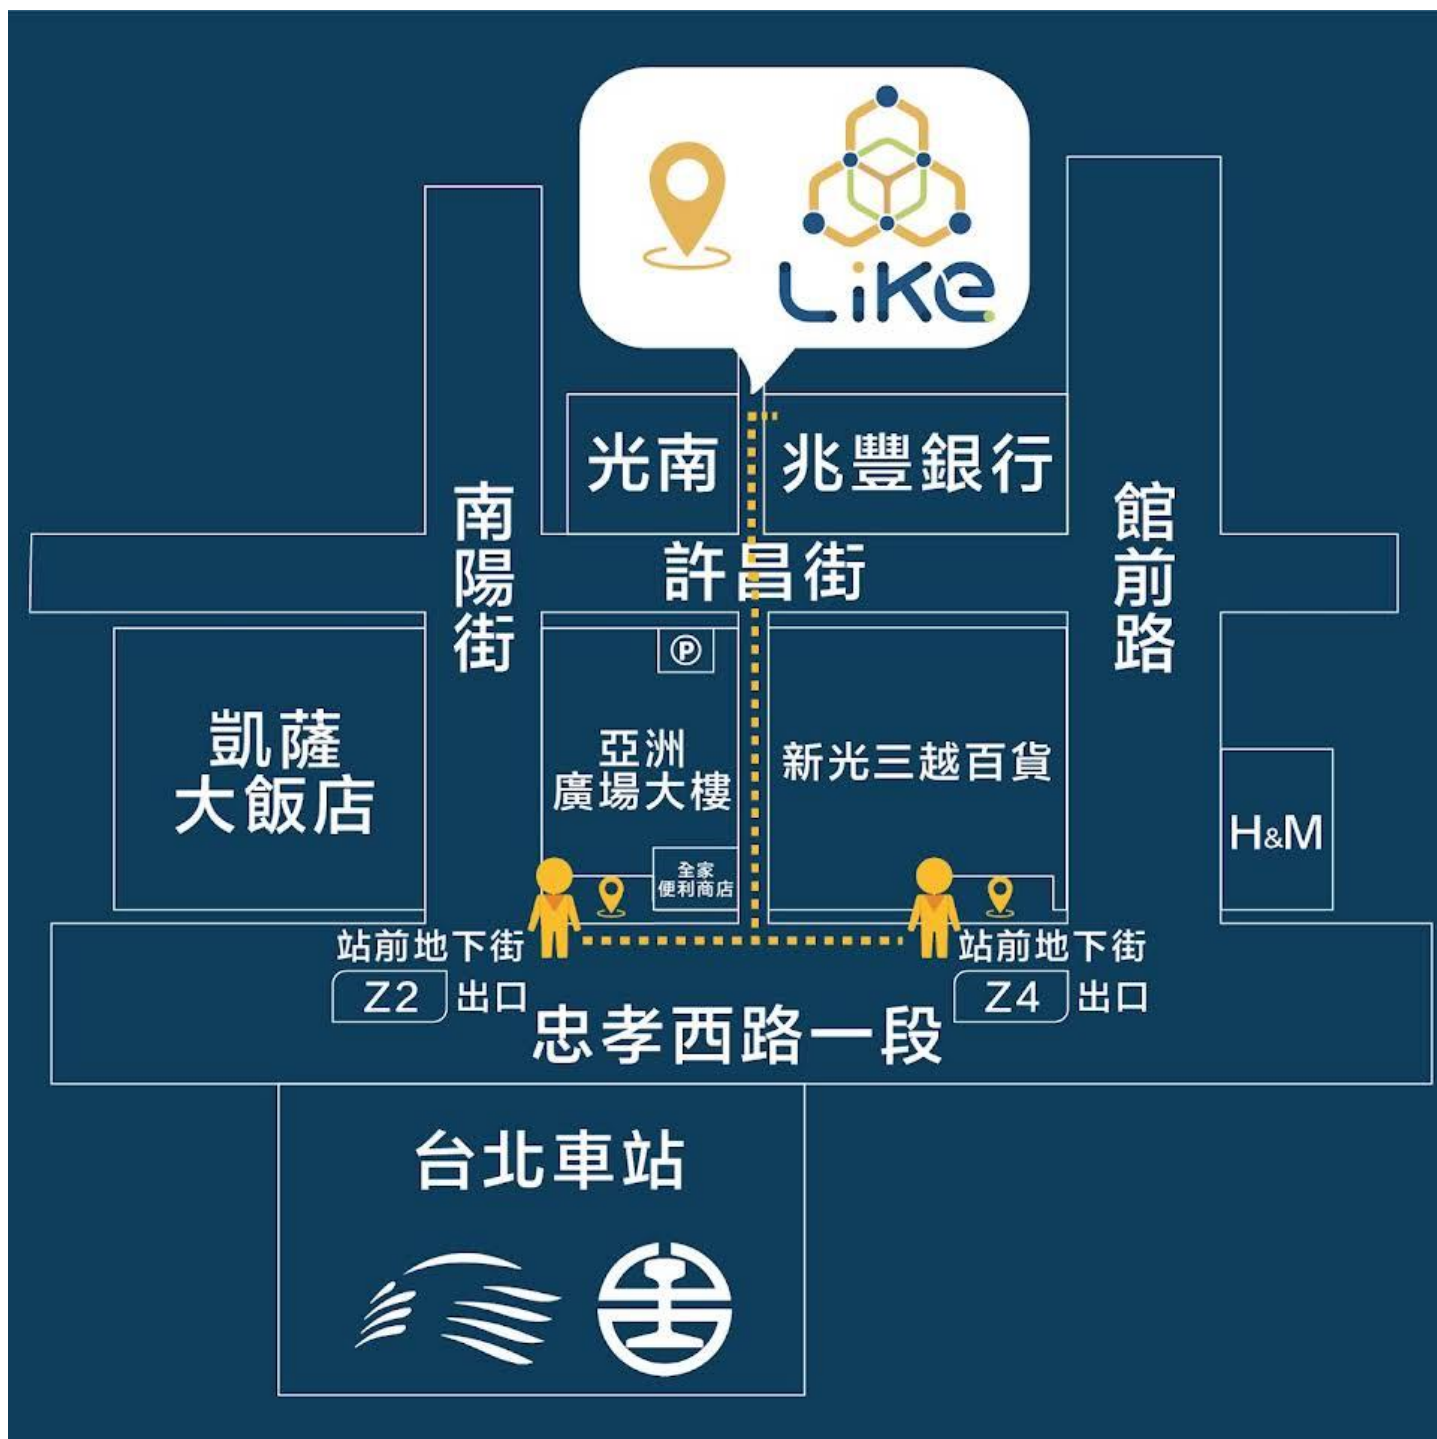 LiKe
光南
兆豐銀行
南陽街
許昌街
館前路
P
凱薩
大飯店
亞洲
廣場大樓
新光三越百貨
H&M
全家
便利商店
站前地下街
Z2 出口
站前地下街
Z4 出口
忠孝西路一段
台北車站